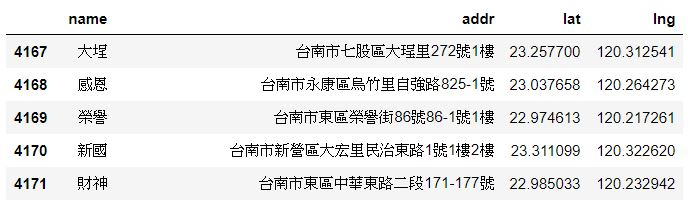 name addr lat lng
4167 大埕 台南市七股區大埕里272號1樓 23.257700 120.312541
4168 感恩 台南市永康區烏竹里自強路825-1號 23.037658 120.264273
4169 榮譽 台南市東區榮譽街86號86-1號1樓 22.974613 120.217261
4170 新國 台南市新營區大宏里民治東路1號1樓2樓 23.311099 120.322620
4171 財神 台南市東區中華東路二段171-177號 22.985033 120.232942